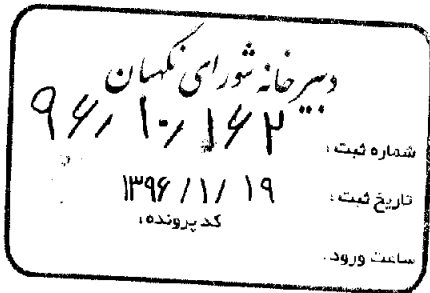 دبیرخانه شورای نگهبان
شماره ثبت : ۹۶/۱۰/۱۶۲
تاریخ ثبت : ۱۳۹۶/۱/۱۹
کد پرونده :
ساعت ورود :